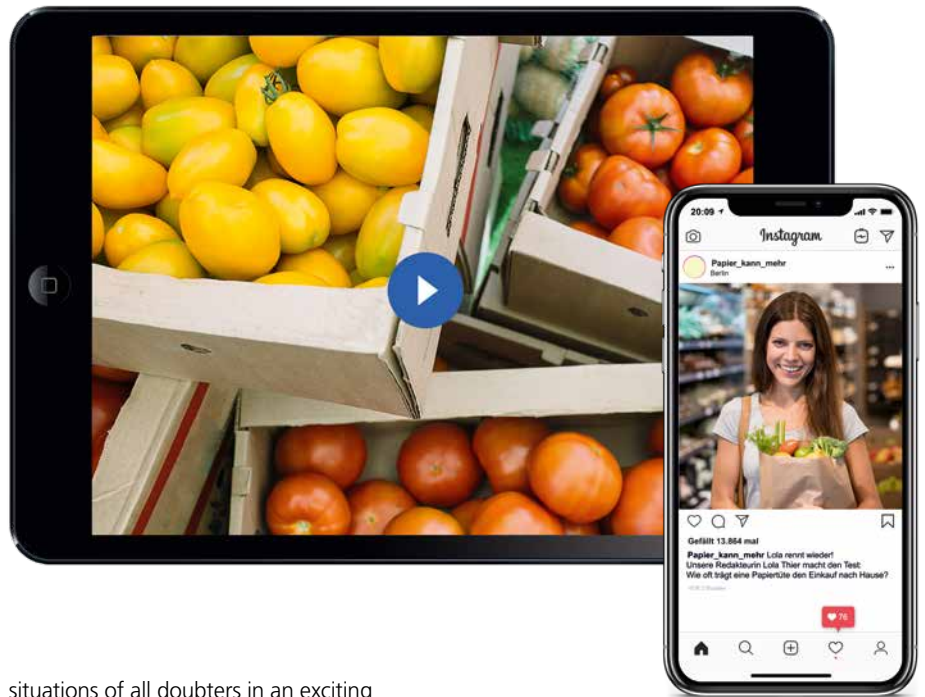 20:09
Instagram
Papier_kann_mehr
Berlin
Gefällt 13.864 mal
Papier_kann_mehr Lola rennt wieder!
Unsere Redakteurin Lola Thier macht den Test:
Wie oft trägt eine Papiertüte den Einkauf nach Hause?
76
situations of all doubters in an exciting